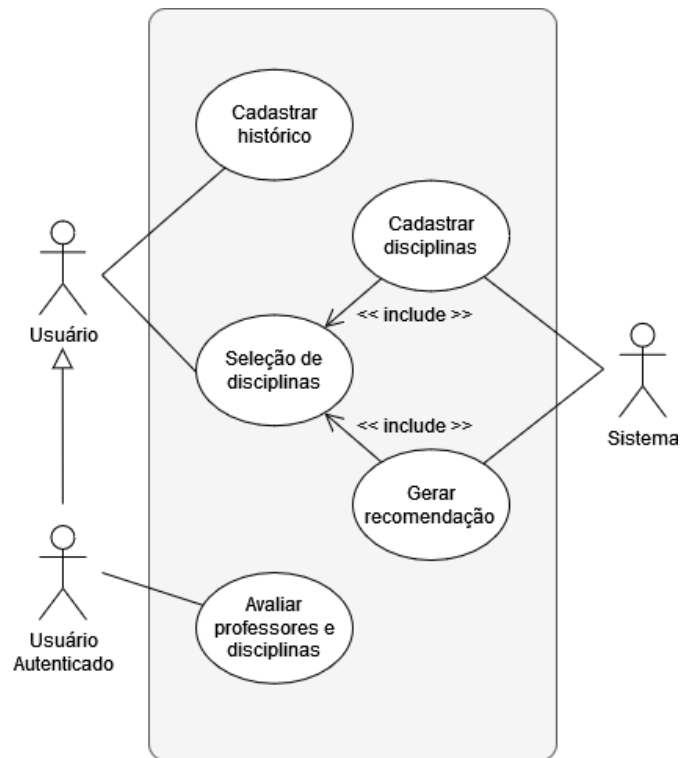 Cadastrar
histórico
Cadastrar
disciplinas
Usuário
<< include >>
Seleção de
disciplinas
<< include >>
Sistema
Gerar
recomendação
Usuário
Autenticado
Avaliar
professores e
disciplinas